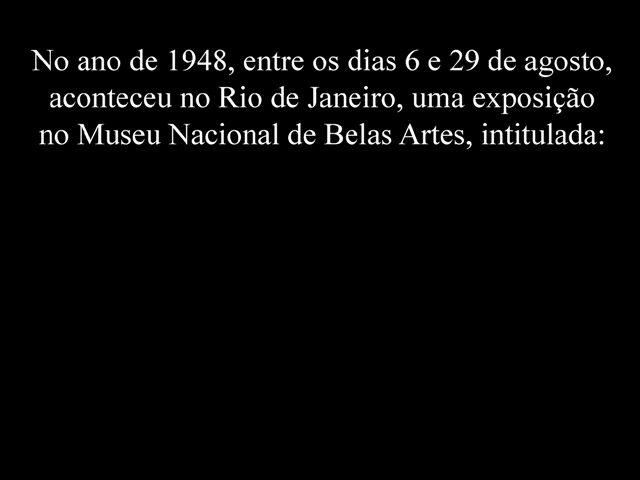 No ano de 1948, entre os dias 6 e 29 de agosto,
aconteceu no Rio de Janeiro, uma exposição
no Museu Nacional de Belas Artes, intitulada: